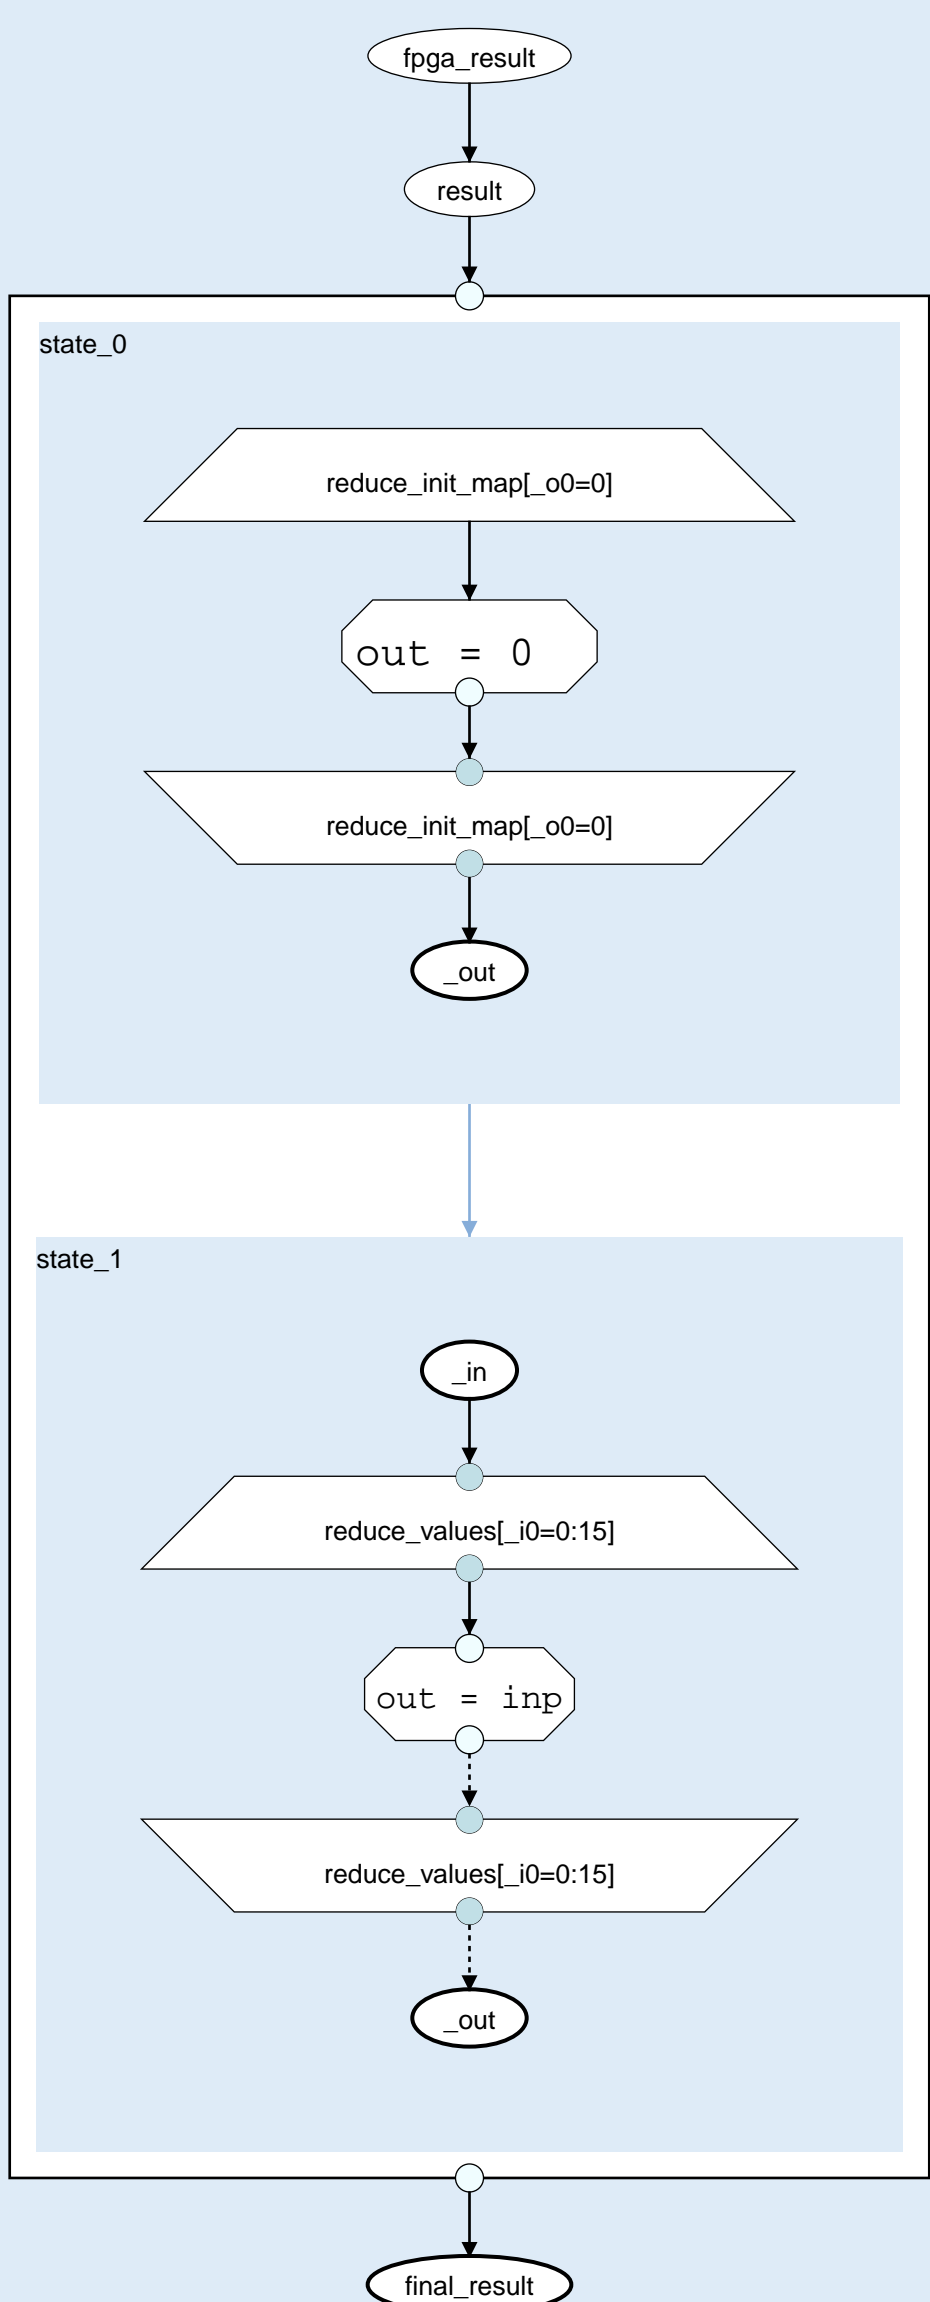 fpga_result
result
state_0
reduce_init_map[_o0=0]
out = 0
reduce_init_map[_o0=0]
_out
state_1
_in
reduce_values[_i0=0:15]
out = inp
reduce_values[_i0=0:15]
_out
final_result